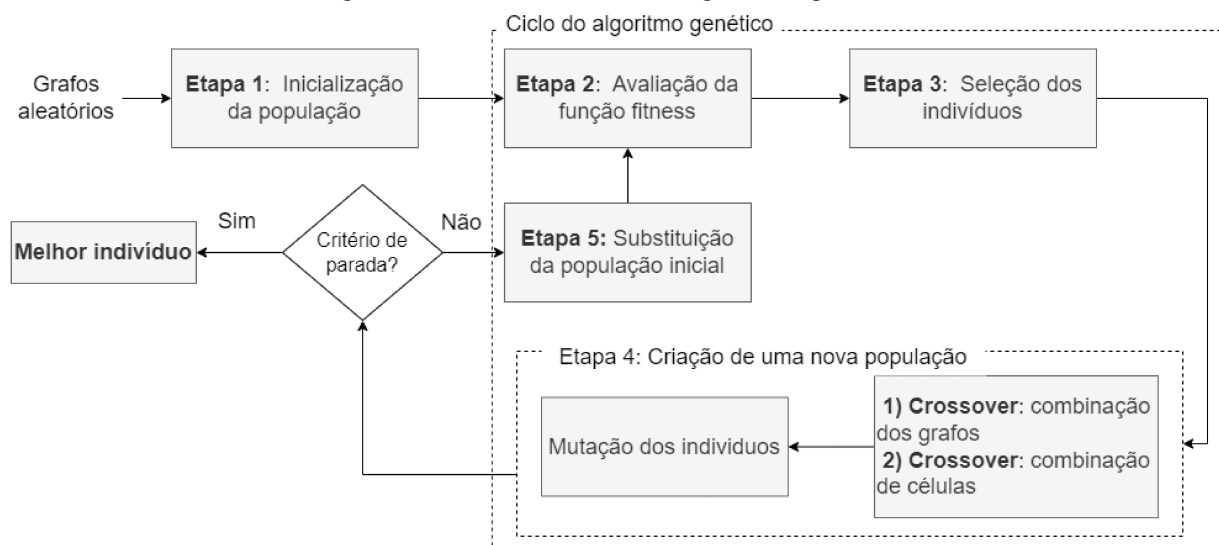 Ciclo do algoritmo genético
Grafos
aleatórios
Etapa 1: Inicialização
da população
Etapa 2: Avaliação da
função fitness
Etapa 3: Seleção dos
indivíduos
Melhor indivíduo
Sim
Critério de
parada?
Não
Etapa 5: Substituição
da população inicial
Etapa 4: Criação de uma nova população
Mutação dos individuos
1) Crossover: combinação
dos grafos
2) Crossover: combinação
de células